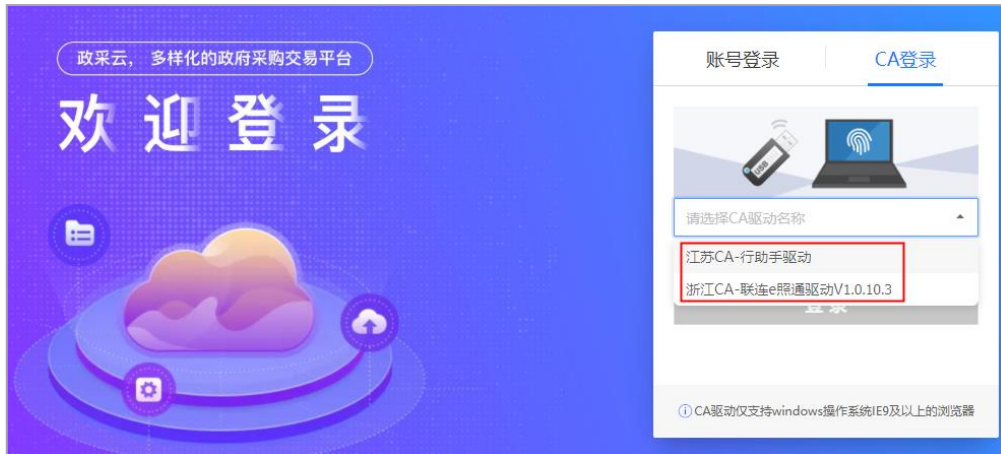 政采云， 多样化的政府采购交易平台
欢迎登录
账号登录
CA登录
USB
请选择CA驱动名称
江苏CA-行助手驱动
浙江CA-联连e照通驱动V1.0.10.3
登录
CA驱动仅支持windows操作系统IE9及以上的浏览器